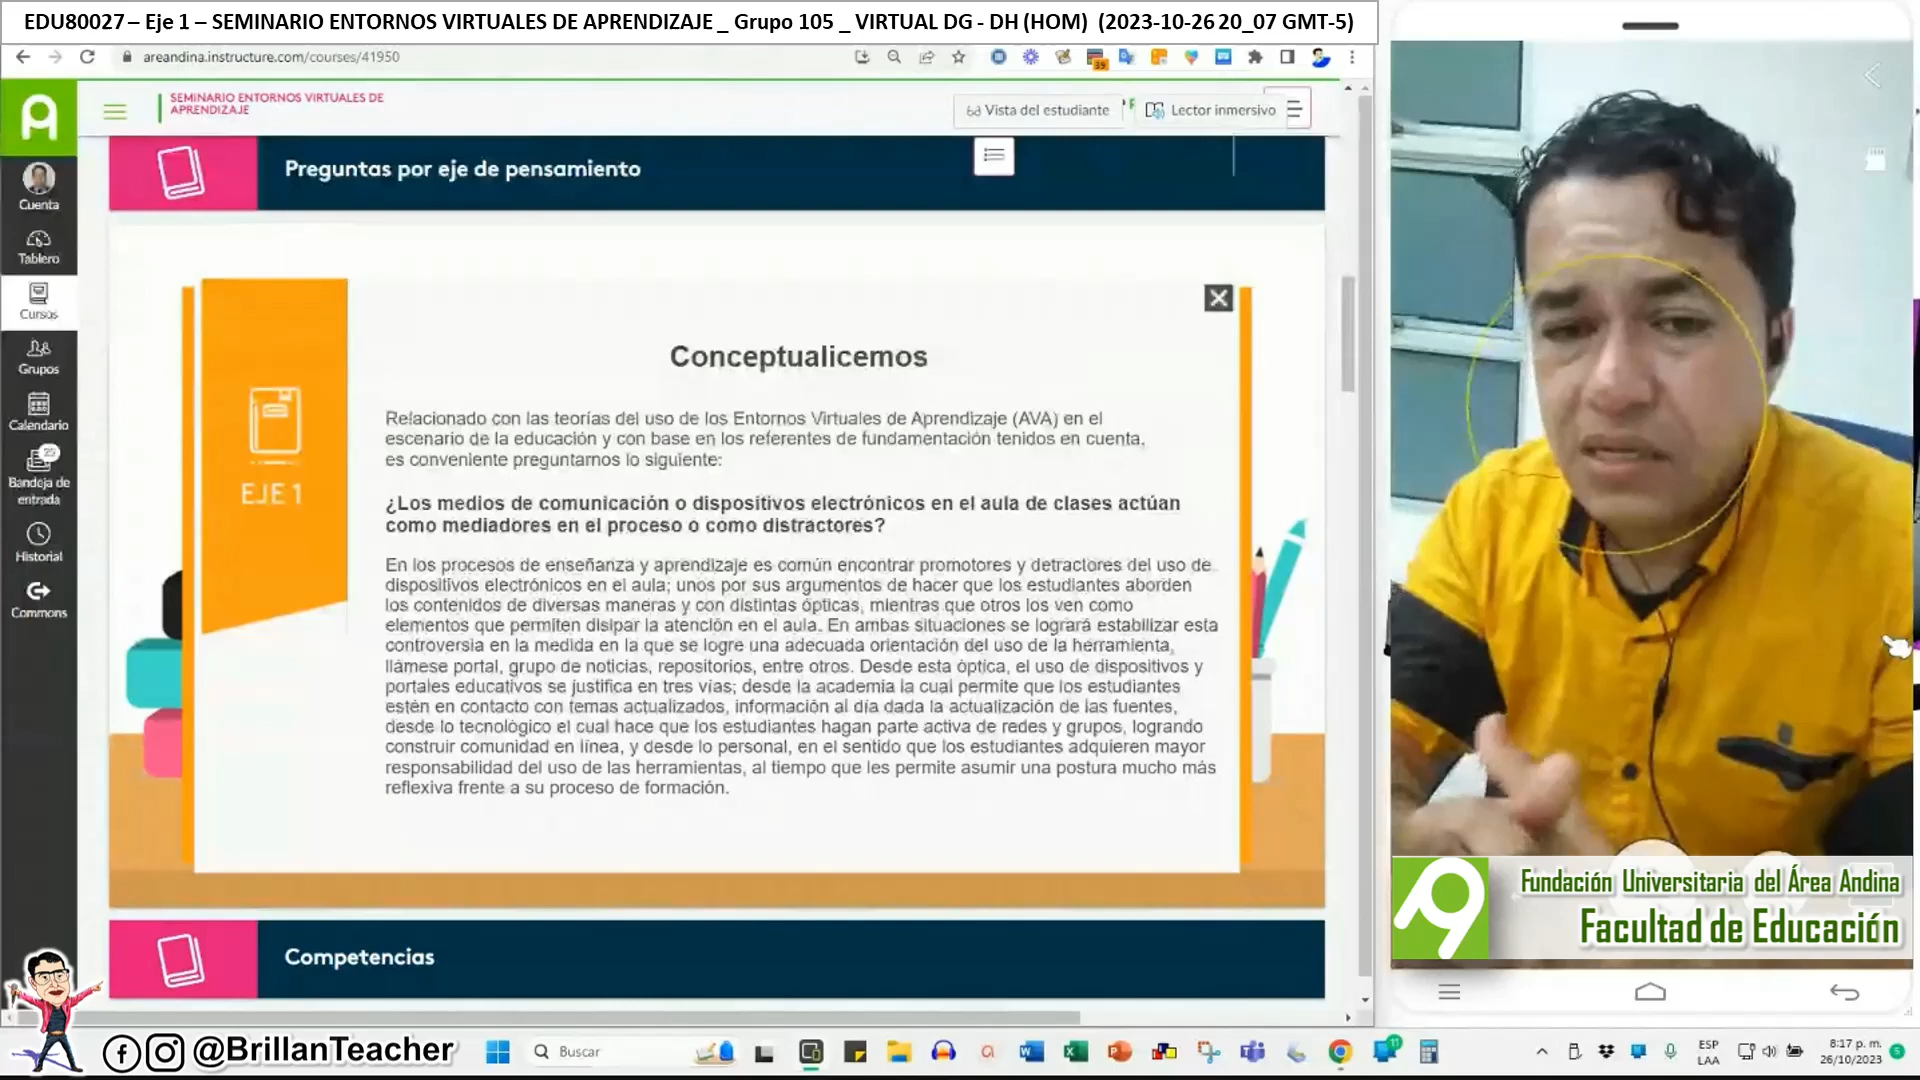 EDU80027 – Eje 1 – SEMINARIO ENTORNOS VIRTUALES DE APRENDIZAJE _ Grupo 105 _ VIRTUAL DG - DH (HOM) (2023-10-26 20_07 GMT-5)
areandina.instructure.com/courses/41950
39
SEMINARIO ENTORNOS VIRTUALES DE
APRENDIZAJE
Vista del estudiante
Lector inmersivo
Cuenta
Tablero
Cursos
Grupos
Calendario
Bandeja de
entrada
Historial
Commons
Preguntas por eje de pensamiento
EJE 1
Conceptualicemos
Relacionado con las teorías del uso de los Entornos Virtuales de Aprendizaje (AVA) en el
escenario de la educación y con base en los referentes de fundamentación tenidos en cuenta,
es conveniente preguntarnos lo siguiente:
¿Los medios de comunicación o dispositivos electrónicos en el aula de clases actúan
como mediadores en el proceso o como distractores?
En los procesos de enseñanza y aprendizaje es común encontrar promotores y detractores del uso de
dispositivos electrónicos en el aula; unos por sus argumentos de hacer que los estudiantes aborden
los contenidos de diversas maneras y con distintas ópticas, mientras que otros los ven como
elementos que permiten disipar la atención en el aula. En ambas situaciones se logrará estabilizar esta
controversia en la medida en la que se logre una adecuada orientación del uso de la herramienta,
llámese portal, grupo de noticias, repositorios, entre otros. Desde esta óptica, el uso de dispositivos y
portales educativos se justifica en tres vías; desde la academia la cual permite que los estudiantes
estén en contacto con temas actualizados, información al día dada la actualización de las fuentes,
desde lo tecnológico el cual hace que los estudiantes hagan parte activa de redes y grupos, logrando
construir comunidad en línea, y desde lo personal, en el sentido que los estudiantes adquieren mayor
responsabilidad del uso de las herramientas, al tiempo que les permite asumir una postura mucho más
reflexiva frente a su proceso de formación.
Competencias
Fundación Universitaria del Área Andina
Facultad de Educación
@BrillanTeacher
Buscar
11
ESP
LAA
8:17 p. m.
26/10/2023
5